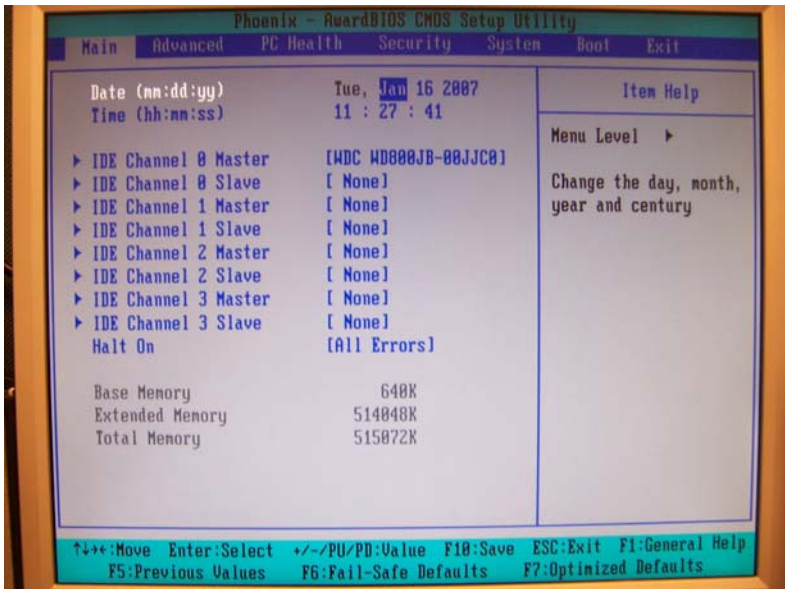 Phoenix - AwardBIOS CMOS Setup Utility
Main Advanced PC Health Security System Boot Exit
Date (mm:dd:yy) Tue, Jan 16 2007
Time (hh:mm:ss) 11 : 27 : 41
▶ IDE Channel 0 Master [WDC WD800JB-00JJC0]
▶ IDE Channel 0 Slave [ None]
▶ IDE Channel 1 Master [ None]
▶ IDE Channel 1 Slave [ None]
▶ IDE Channel 2 Master [ None]
▶ IDE Channel 2 Slave [ None]
▶ IDE Channel 3 Master [ None]
▶ IDE Channel 3 Slave [ None]
Halt On [All Errors]
Base Memory 640K
Extended Memory 514048K
Total Memory 515072K
Item Help
Menu Level ▶
Change the day, month,
year and century
↑↓→←:Move Enter:Select +/-/PU/PD:Value F10:Save ESC:Exit F1:General Help
F5:Previous Values F6:Fail-Safe Defaults F7:Optimized Defaults